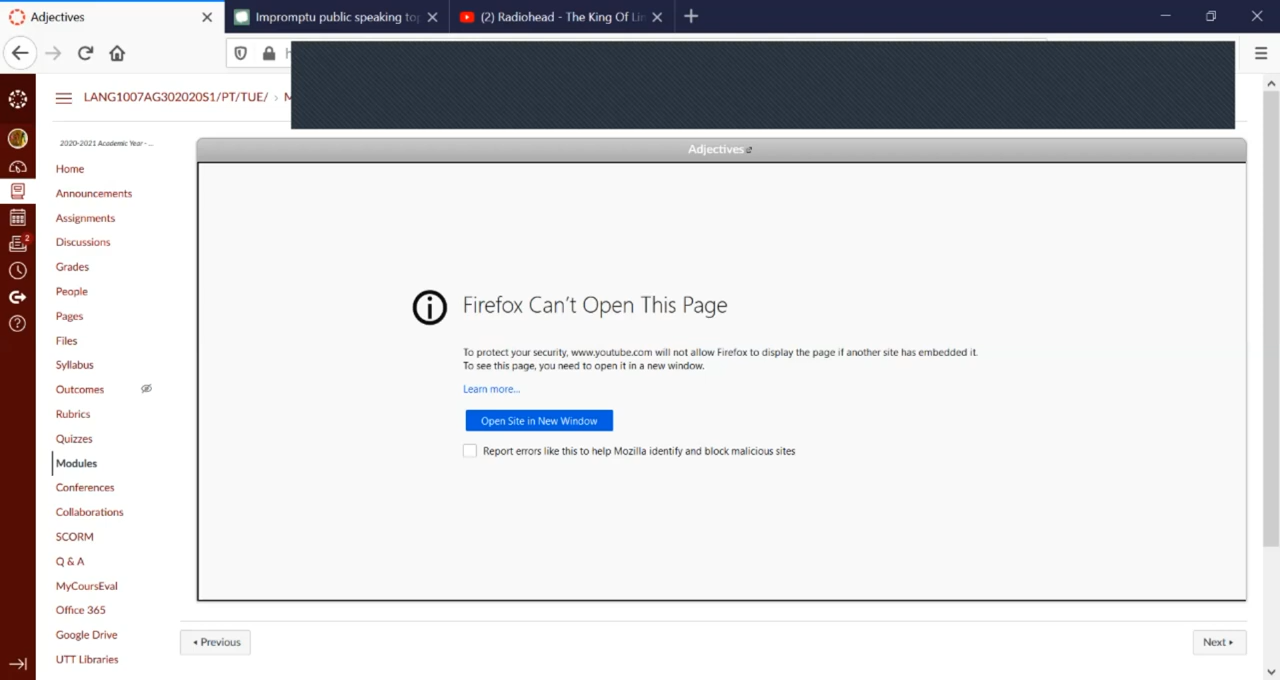 Adjectives
Impromptu public speaking to
(2) Radiohead - The King Of Li
LANG1007AG302020S1/PT/TUE/ ›
2020-2021 Academic Year - ...
Adjectives
Home
Announcements
Assignments
Discussions
Grades
People
Pages
Files
Syllabus
Outcomes
Rubrics
Quizzes
Modules
Conferences
Collaborations
SCORM
Q & A
MyCoursEval
Office 365
Google Drive
UTT Libraries
2
Firefox Can’t Open This Page
To protect your security, www.youtube.com will not allow Firefox to display the page if another site has embedded it.
To see this page, you need to open it in a new window.
Learn more...
Open Site in New Window
Report errors like this to help Mozilla identify and block malicious sites
Previous
Next